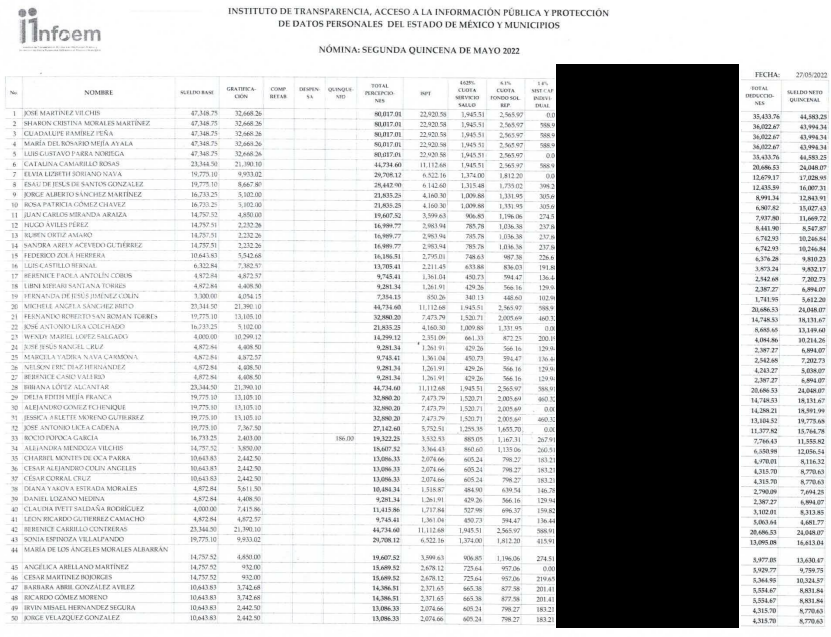 iinfoem
INSTITUTO DE TRANSPARENCIA, ACCESO A LA INFORMACIÓN PÚBLICA Y PROTECCIÓN
DE DATOS PERSONALES DEL ESTADO DE MÉXICO Y MUNICIPIOS
NÓMINA: SEGUNDA QUINCENA DE MAYO 2022
FECHA: 27/05/2022
No. NOMBRE SUELDO BASE GRATIFICACIÓN COMP RETAB. DESPENSA QUINQUENIO TOTAL PERCEPCIONES ISPT 4.625% CUOTA SERVICIO SALUD 6.1% CUOTA FONDO SOL. REP. 1.4% SIST.CAP INDIVIDUAL TOTAL DEDUCCIONES SUELDO NETO QUINCENAL
1 JOSE MARTÍNEZ VILCHIS 47,348.75 32,668.26 80,017.01 22,920.58 1,945.51 2,565.97 0.0 35,433.76 44,583.25
2 SHARON CRISTINA MORALES MARTÍNEZ 47,348.75 32,668.26 80,017.01 22,920.58 1,945.51 2,565.97 588.9 36,022.67 43,994.34
3 GUADALUPE RAMÍREZ PEÑA 47,348.75 32,668.26 80,017.01 22,920.58 1,945.51 2,565.97 588.9 36,022.67 43,994.34
4 MARÍA DEL ROSARIO MEJÍA AYALA 47,348.75 32,668.26 80,017.01 22,920.58 1,945.51 2,565.97 588.9 36,022.67 43,994.34
5 LUIS GUSTAVO PARRA NORIEGA 47,348.75 32,668.26 80,017.01 22,920.58 1,945.51 2,565.97 0.0 35,433.76 44,583.25
6 CATALINA CAMARILLO ROSAS 23,344.50 21,390.10 44,734.60 11,112.68 1,945.51 2,565.97 588.9 20,686.53 24,048.07
7 ELVIA LIZBETH SORIANO NAVA 19,775.10 9,933.02 29,708.12 6,522.16 1,374.00 1,812.20 0.0 12,679.17 17,028.95
8 ESAU DE JESUS DE SANTOS GONZALEZ 19,775.10 8,667.80 28,442.90 6,142.60 1,315.48 1,735.02 398.2 12,435.59 16,007.31
9 JORGE ALBERTO SÁNCHEZ MARTÍNEZ 16,733.25 5,102.00 21,835.25 4,160.30 1,009.88 1,331.95 305.6 8,991.34 12,843.91
10 ROSA PATRICIA GÓMEZ CHÁVEZ 16,733.25 5,102.00 21,835.25 4,160.30 1,009.88 1,331.95 305.6 6,807.82 15,027.43
11 JUAN CARLOS MIRANDA ARAIZA 14,757.52 4,850.00 19,607.52 3,599.63 906.85 1,196.06 274.5 7,937.80 11,669.72
12 HUGO AVILES PÉREZ 14,757.51 2,232.26 16,989.77 2,983.94 785.78 1,036.38 237.8 8,441.90 8,547.87
13 RUBEN ORTIZ AMARO 14,757.51 2,232.26 16,989.77 2,983.94 785.78 1,036.38 237.8 6,742.93 10,246.84
14 SANDRA ARELY ACEVEDO GUTIÉRREZ 14,757.51 2,232.26 16,989.77 2,983.94 785.78 1,036.38 237.8 6,742.93 10,246.84
15 FEDERICO ZOLA HERRERA 10,643.83 5,542.68 16,186.51 2,795.01 748.63 987.38 226.6 6,376.28 9,810.23
16 LUIS CASTILLO BERNAL 6,322.84 7,382.57 13,705.41 2,211.45 633.88 836.03 191.8 3,873.24 9,832.17
17 BERENICE PAOLA ANTOLÍN COBOS 4,872.84 4,872.57 9,745.41 1,361.04 450.73 594.47 136.4 2,542.68 7,202.73
18 LIBNI MERARI SANTANA TORRES 4,872.84 4,408.50 9,281.34 1,261.91 429.26 566.16 129.9 2,387.27 6,894.07
19 FERNANDA DE JESUS JIMÉNEZ COLÍN 3,300.00 4,054.15 7,354.15 850.26 340.13 448.60 102.9 1,741.95 5,612.20
20 MICHELL ANGELA SÁNCHEZ BRITO 23,344.50 21,390.10 44,734.60 11,112.68 1,945.51 2,565.97 588.9 20,686.53 24,048.07
21 FERNANDO ROBERTO SAN ROMAN TORRES 19,775.10 13,105.10 32,880.20 7,473.79 1,520.71 2,005.69 460.3 14,748.53 18,131.67
22 JOSÉ ANTONIO LIRA COLCHADO 16,733.25 5,102.00 21,835.25 4,160.30 1,009.88 1,331.95 0.0 8,685.65 13,149.60
23 WENDY MARIEL LÓPEZ SALGADO 4,000.00 10,299.12 14,299.12 2,351.09 661.33 872.25 200.1 4,084.86 10,214.26
24 JOSE JESÚS RANGEL CRUZ 4,872.84 4,408.50 9,281.34 1,261.91 429.26 566.16 129.9 2,387.27 6,894.07
25 MARCELA YADIRA NAVA CARMONA 4,872.84 4,872.57 9,745.41 1,361.04 450.73 594.47 136.4 2,542.68 7,202.73
26 NELSON ERIC DIAZ HERNANDEZ 4,872.84 4,408.50 9,281.34 1,261.91 429.26 566.16 129.9 4,243.27 5,038.07
27 BERENICE CASIO VALERIO 4,872.84 4,408.50 9,281.34 1,261.91 429.26 566.16 129.9 2,387.27 6,894.07
28 BIBIANA LÓPEZ ALCANTAR 23,344.50 21,390.10 44,734.60 11,112.68 1,945.51 2,565.97 588.9 20,686.53 24,048.07
29 DELIA EDITH MEJÍA FRANCA 19,775.10 13,105.10 32,880.20 7,473.79 1,520.71 2,005.69 460.3 14,748.53 18,131.67
30 ALEJANDRO GÓMEZ ECHENIQUE 19,775.10 13,105.10 32,880.20 7,473.79 1,520.71 2,005.69 0.0 14,288.21 18,591.99
31 JESSICA ARLETTE MORENO GUTIERREZ 19,775.10 13,105.10 32,880.20 7,473.79 1,520.71 2,005.69 460.3 13,104.52 19,775.68
32 JOSE ANTONIO LICEA CADENA 19,775.10 7,367.50 27,142.60 5,752.51 1,255.35 1,655.70 0.0 11,377.82 15,764.78
33 ROCIO POPOCA GARCIA 16,733.25 2,403.00 186.00 19,322.25 3,532.53 885.05 1,167.31 267.91 7,766.43 11,555.82
34 ALEJANDRA MENDOZA VILCHIS 14,757.52 3,850.00 18,607.52 3,364.43 860.60 1,135.06 260.51 6,550.98 12,056.54
35 CHARBEL MONTES DE OCA PARRA 10,643.83 2,442.50 13,086.33 2,074.66 605.24 798.27 183.21 4,970.01 8,116.32
36 CESAR ALEJANDRO COLIN ANGELES 10,643.83 2,442.50 13,086.33 2,074.66 605.24 798.27 183.21 4,315.70 8,770.63
37 CESAR CORRAL CRUZ 10,643.83 2,442.50 13,086.33 2,074.66 605.24 798.27 183.21 4,315.70 8,770.63
38 DIANA YAKOVA ESTRADA MORALES 4,872.84 5,611.50 10,484.34 1,518.87 484.90 639.54 146.78 2,790.09 7,694.25
39 DANIEL LOZANO MEDINA 4,872.84 4,408.50 9,281.34 1,261.91 429.26 566.16 129.94 2,387.27 6,894.07
40 CLAUDIA IVETT SALDAÑA RODRÍGUEZ 4,000.00 7,415.86 11,415.86 1,717.84 527.98 696.37 159.82 3,102.01 8,313.85
41 LEON RICARDO GUTIERREZ CAMACHO 4,872.84 4,872.57 9,745.41 1,361.04 450.73 594.47 136.44 5,063.64 4,681.77
42 BERENICE CARRILLO CONTRERAS 23,344.50 21,390.10 44,734.60 11,112.68 1,945.51 2,565.97 588.91 20,686.53 24,048.07
43 SONIA ESPINOZA VILLALPANDO 19,775.10 9,933.02 29,708.12 6,522.16 1,374.00 1,812.20 415.91 13,095.08 16,613.04
44 MARÍA DE LOS ÁNGELES MORALES ALBARRÁN 14,757.52 4,850.00 19,607.52 3,599.63 906.85 1,196.06 274.51 5,977.05 13,630.47
45 ANGÉLICA ARELLANO MARTÍNEZ 14,757.52 932.00 15,689.52 2,678.12 725.64 957.06 0.00 5,929.77 9,759.75
46 CESAR MARTINEZ BOJORGES 14,757.52 932.00 15,689.52 2,678.12 725.64 957.06 219.65 5,364.95 10,324.57
47 BARBARA ABRIL GONZALEZ AVILEZ 10,643.83 3,742.68 14,386.51 2,371.65 665.38 877.58 201.41 5,554.67 8,831.84
48 RICARDO GÓMEZ MORENO 10,643.83 3,742.68 14,386.51 2,371.65 665.38 877.58 201.41 5,554.67 8,831.84
49 IRVIN MISAEL HERNANDEZ SEGURA 10,643.83 2,442.50 13,086.33 2,074.66 605.24 798.27 183.21 4,315.70 8,770.63
50 JORGE VELAZQUEZ GONZALEZ 10,643.83 2,442.50 13,086.33 2,074.66 605.24 798.27 183.21 4,315.70 8,770.63